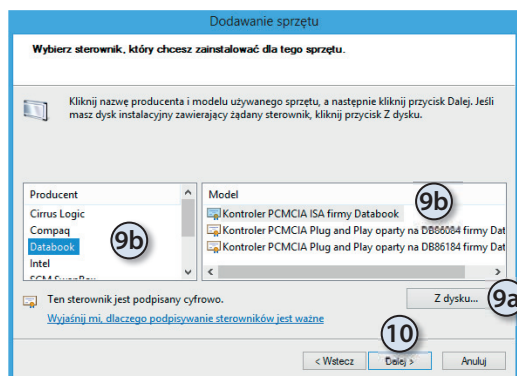 Dodawanie sprzętu
Wybierz sterownik, który chcesz zainstalować dla tego sprzętu.
Kliknij nazwę producenta i modelu używanego sprzętu, a następnie kliknij przycisk Dalej. Jeśli
masz dysk instalacyjny zawierający żądany sterownik, kliknij przycisk Z dysku.
Producent
Cirrus Logic
Compaq
Databook
Intel
9b
Model
Kontroler PCMCIA ISA firmy Databook
Kontroler PCMCIA Plug and Play oparty na DB86084 firmy Dat
Kontroler PCMCIA Plug and Play oparty na DB86184 firmy Dat
9b
Ten sterownik jest podpisany cyfrowo.
Wyjaśnij mi, dlaczego podpisywanie sterowników jest ważne
Z dysku...
9a
10
< Wstecz
Dalej >
Anuluj